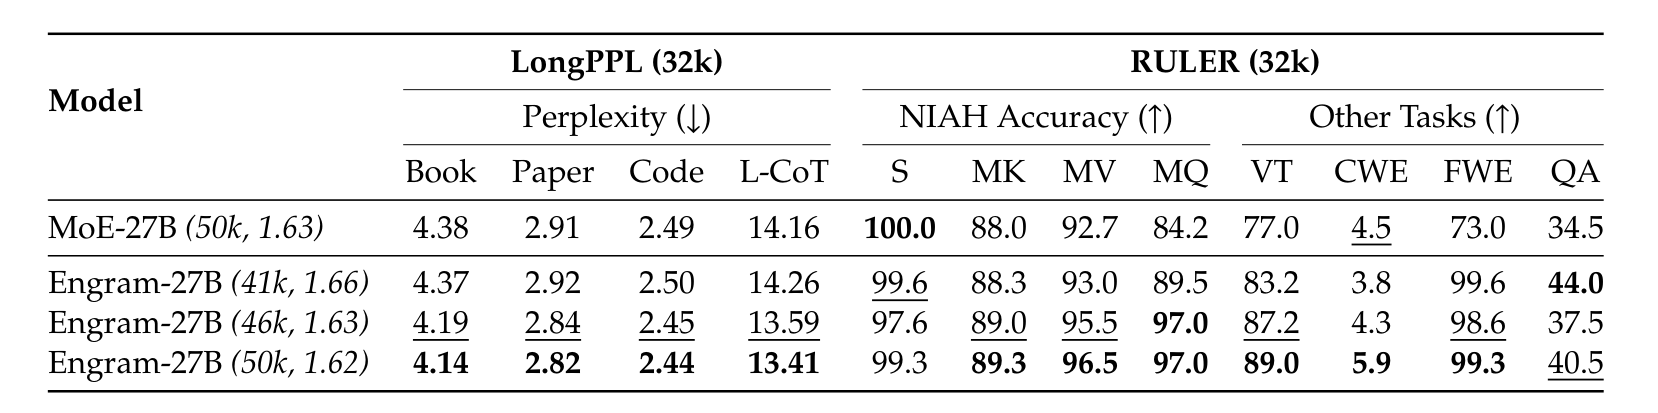 LongPPL (32k) RULER (32k)
Model
Perplexity (↓) NIAH Accuracy (↑) Other Tasks (↑)
Book Paper Code L-CoT S MK MV MQ VT CWE FWE QA
MoE-27B (50k, 1.63) 4.38 2.91 2.49 14.16 100.0 88.0 92.7 84.2 77.0 4.5 73.0 34.5
Engram-27B (41k, 1.66) 4.37 2.92 2.50 14.26 99.6 88.3 93.0 89.5 83.2 3.8 99.6 44.0
Engram-27B (46k, 1.63) 4.19 2.84 2.45 13.59 97.6 89.0 95.5 97.0 87.2 4.3 98.6 37.5
Engram-27B (50k, 1.62) 4.14 2.82 2.44 13.41 99.3 89.3 96.5 97.0 89.0 5.9 99.3 40.5